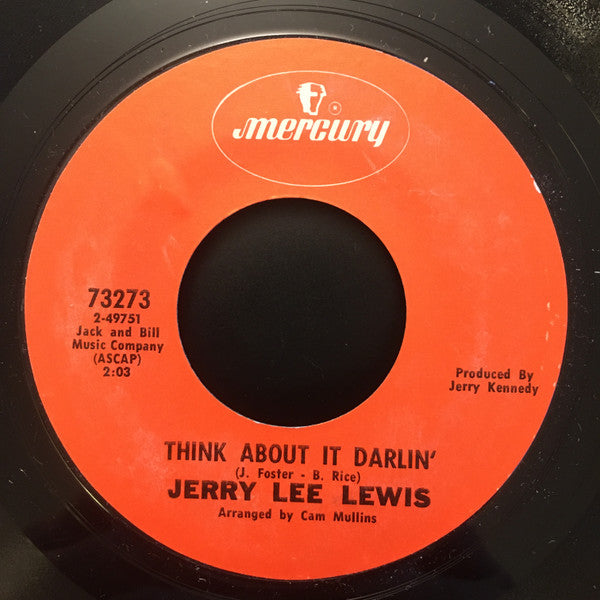 mercury
®
73273
2-49751
Jack and Bill
Music Company
(ASCAP)
2:03
Produced By
Jerry Kennedy
THINK ABOUT IT DARLIN'
(J. Foster - B. Rice)
JERRY LEE LEWIS
Arranged by Cam Mullins